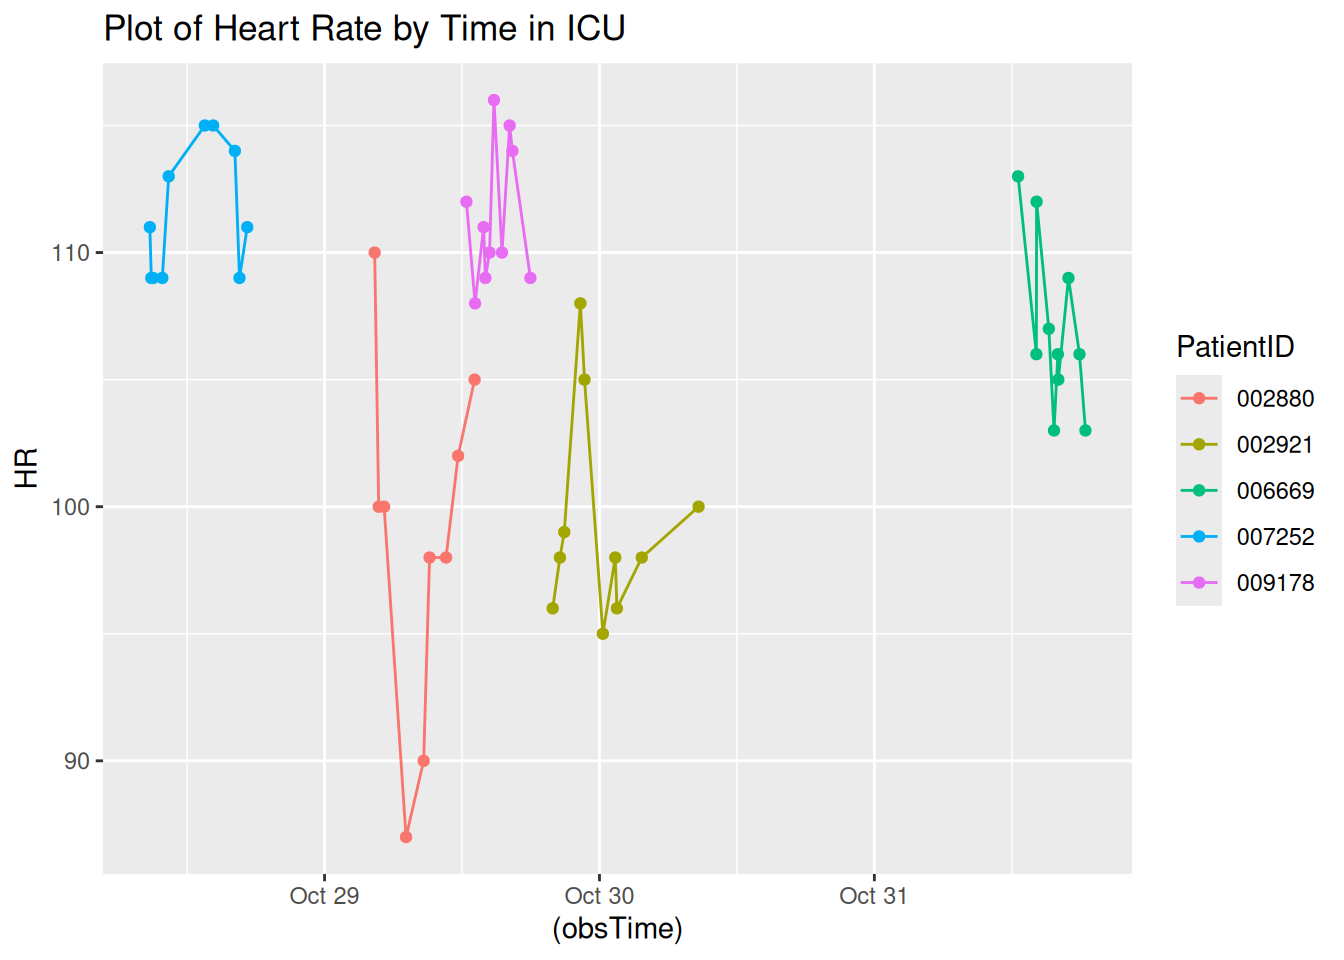 Plot of Heart Rate by Time in ICU
HR
110
100
90
Oct 29
Oct 30
Oct 31
(obsTime)
PatientID
002880
002921
006669
007252
009178